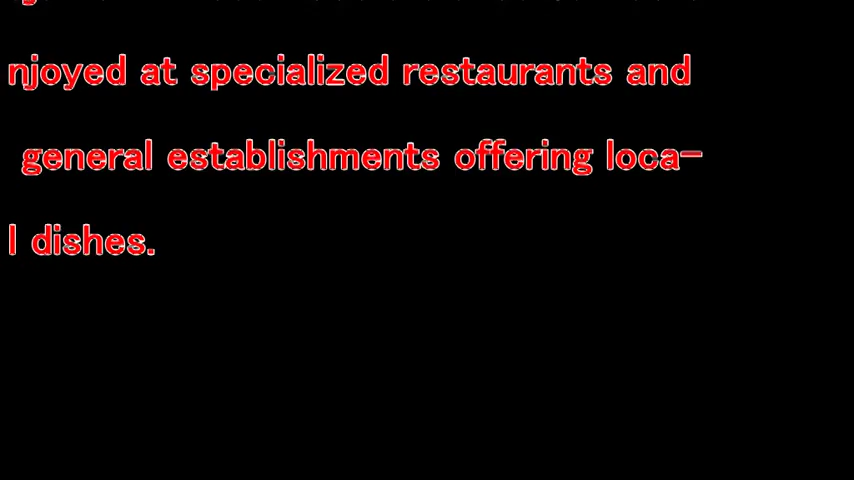 njoyed at specialized restaurants and
general establishments offering loca-
l dishes.